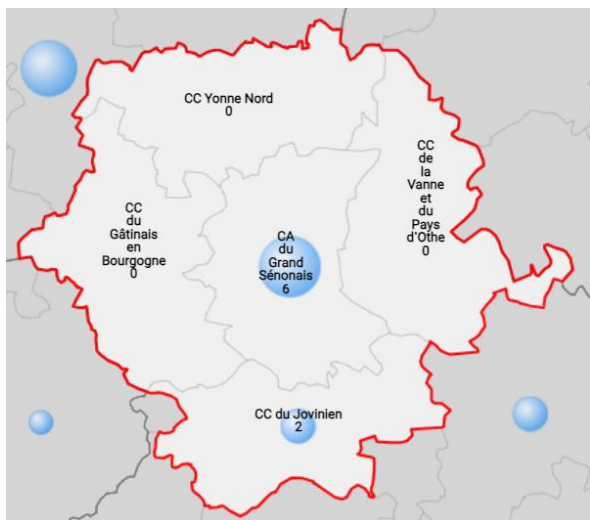 CC Yonne Nord
0
CC
de
la
Vanne
et
du
Pays
d'Othe
0
CC
du
Gâtinais
en
Bourgogne
0
CA
du
Grand
Sénonais
6
CC du Jovinien
2